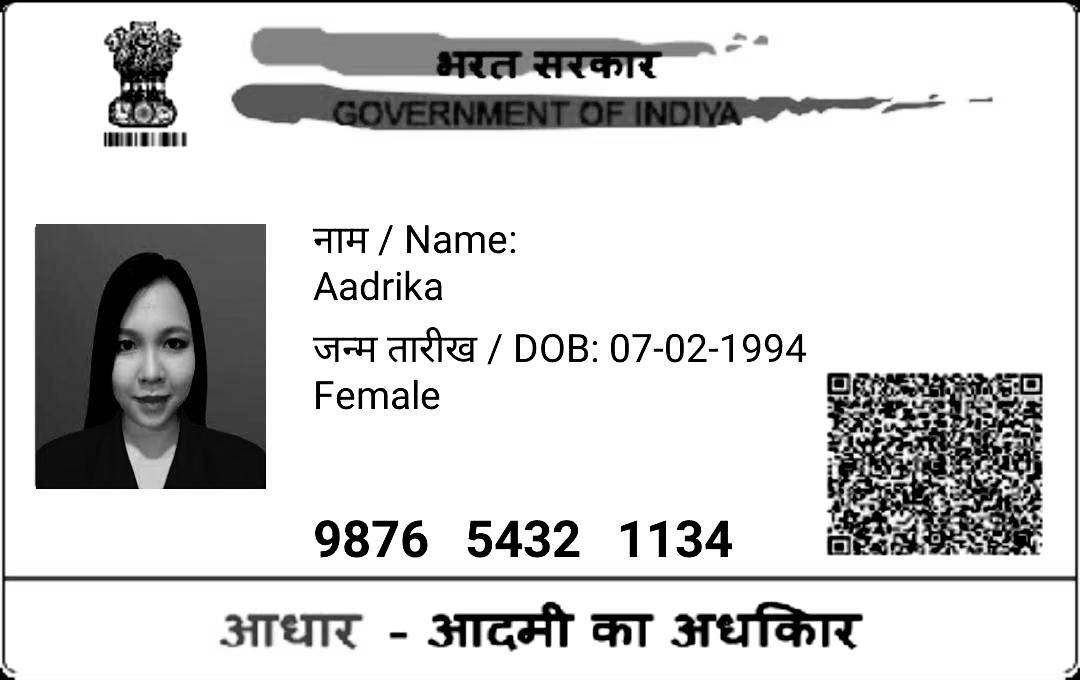 भरत सरकार
GOVERNMENT OF INDIYA
नाम / Name:
Aadrika
जन्म तारीख / DOB: 07-02-1994
Female
9876 5432 1134
आधार - आदमी का अधकिार